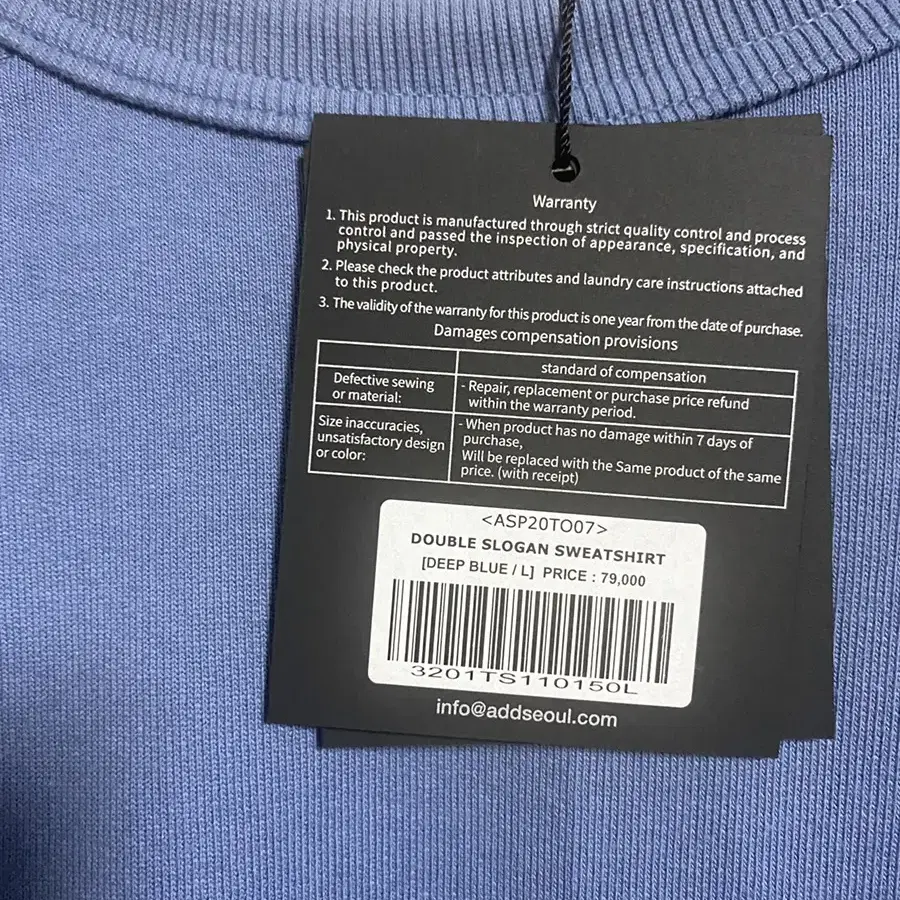 Warranty
1. This product is manufactured through strict quality control and process
control and passed the inspection of appearance, specification, and
physical property.
2. Please check the product attributes and laundry care instructions attached
to this product.
3. The validity of the warranty for this product is one year from the date of purchase.
Damages compensation provisions
standard of compensation
Defective sewing
or material:
- Repair, replacement or purchase price refund
within the warranty period.
Size inaccuracies,
unsatisfactory design
or color:
- When product has no damage within 7 days of
purchase,
Will be replaced with the Same product of the same
price. (with receipt)
<ASP20TO07>
DOUBLE SLOGAN SWEATSHIRT
[DEEP BLUE / L] PRICE : 79,000
3201TS110150L
info@addseoul.com